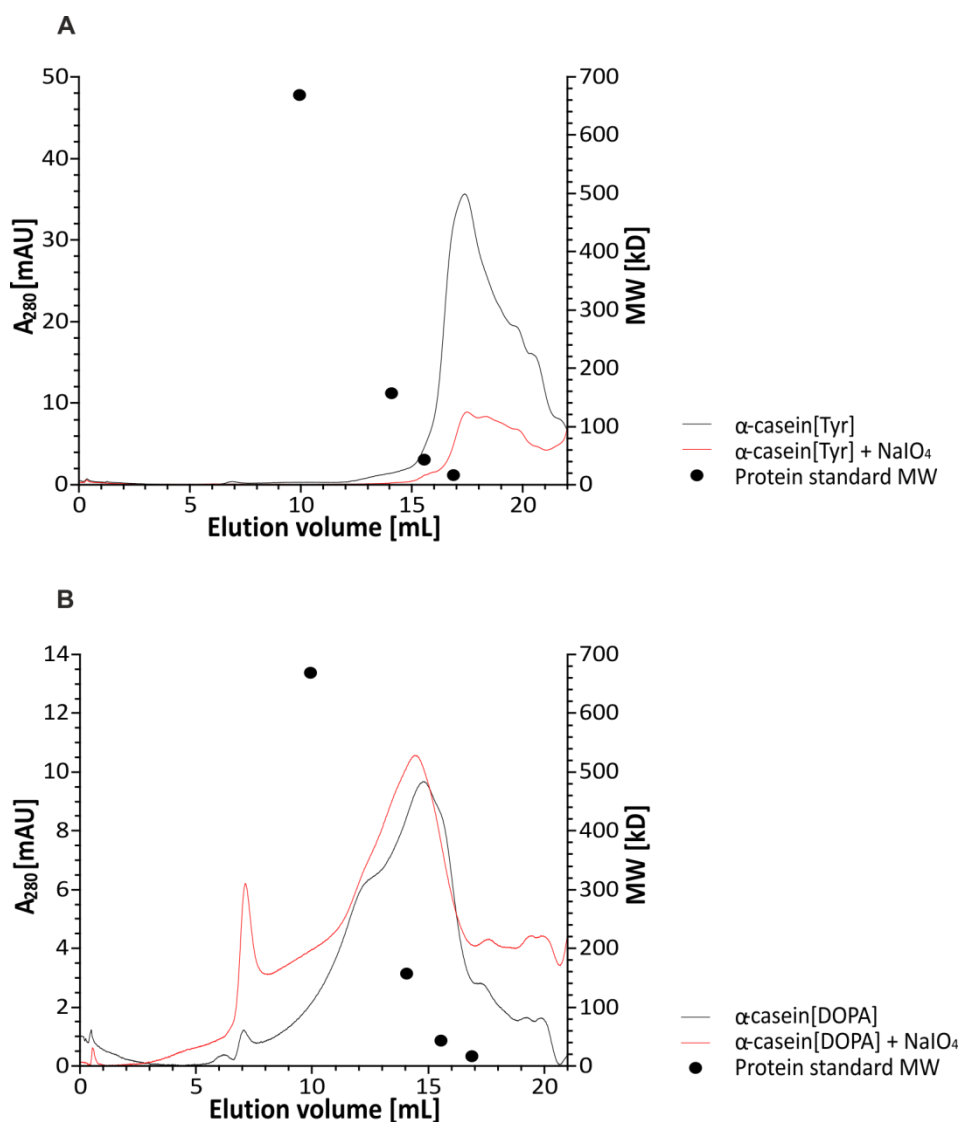 A
50
40
30
20
10
0
A280 [mAU]
0
5
10
15
20
Elution volume [mL]
700
600
500
400
300
200
100
0
MW [kD]
α-casein[Tyr]
α-casein[Tyr] + NaIO4
Protein standard MW
B
14
12
10
8
6
4
2
0
A280 [mAU]
0
5
10
15
20
Elution volume [mL]
700
600
500
400
300
200
100
0
MW [kD]
α-casein[DOPA]
α-casein[DOPA] + NaIO4
Protein standard MW